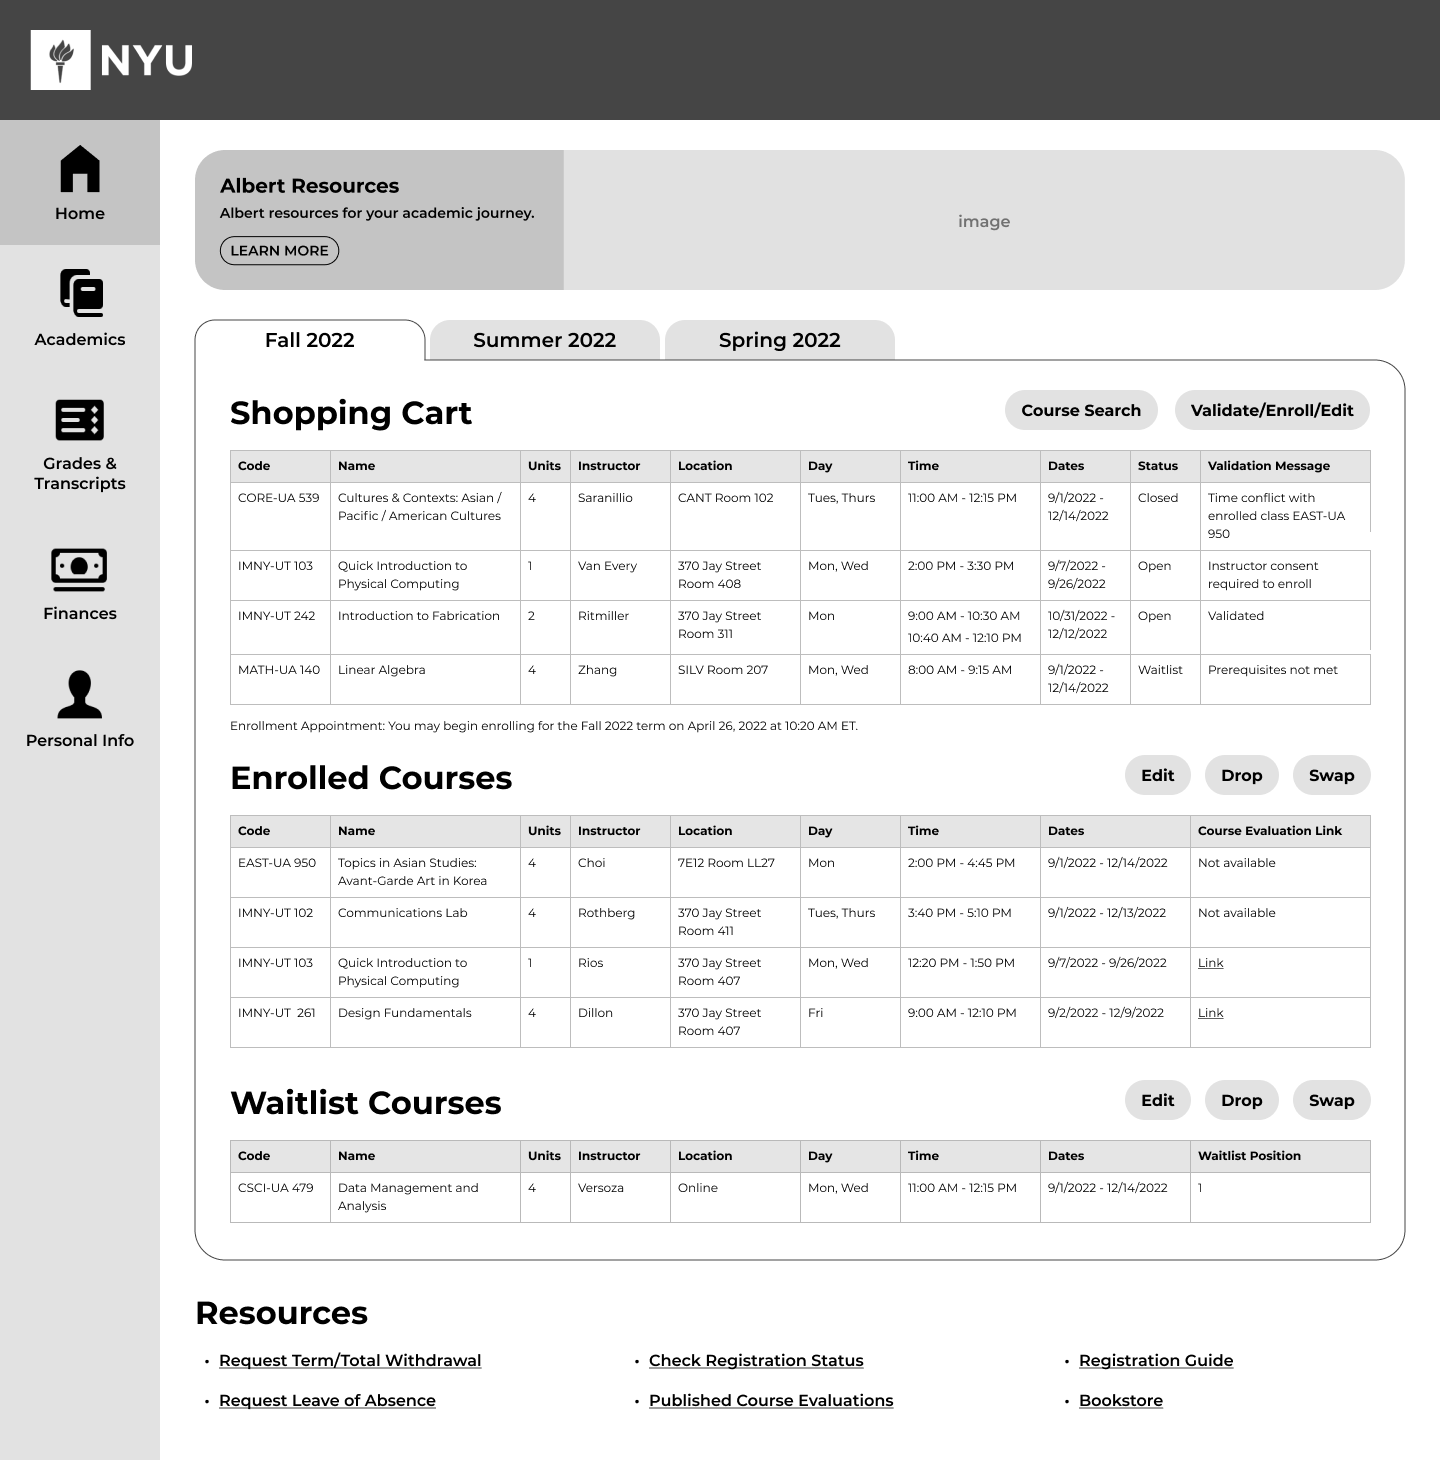 NYU
Home
Academics
Grades &
Transcripts
Finances
Personal Info
Albert Resources
Albert resources for your academic journey.
LEARN MORE
image
Fall 2022 Summer 2022 Spring 2022
Shopping Cart Course Search Validate/Enroll/Edit
Code Name Units Instructor Location Day Time Dates Status Validation Message
CORE-UA 539 Cultures & Contexts: Asian / 4 Saranillio CANT Room 102 Tues, Thurs 11:00 AM - 12:15 PM 9/1/2022 - Closed Time conflict with
Pacific / American Cultures 12/14/2022 enrolled class EAST-UA
950
IMNY-UT 103 Quick Introduction to 1 Van Every 370 Jay Street Mon, Wed 2:00 PM - 3:30 PM 9/7/2022 - Open Instructor consent
Physical Computing Room 408 9/26/2022 required to enroll
IMNY-UT 242 Introduction to Fabrication 2 Ritmiller 370 Jay Street Mon 9:00 AM - 10:30 AM 10/31/2022 - Open Validated
Room 311 10:40 AM - 12:10 PM 12/12/2022
MATH-UA 140 Linear Algebra 4 Zhang SILV Room 207 Mon, Wed 8:00 AM - 9:15 AM 9/1/2022 - Waitlist Prerequisites not met
12/14/2022
Enrollment Appointment: You may begin enrolling for the Fall 2022 term on April 26, 2022 at 10:20 AM ET.
Enrolled Courses Edit Drop Swap
Code Name Units Instructor Location Day Time Dates Course Evaluation Link
EAST-UA 950 Topics in Asian Studies: 4 Choi 7E12 Room LL27 Mon 2:00 PM - 4:45 PM 9/1/2022 - 12/14/2022 Not available
Avant-Garde Art in Korea
IMNY-UT 102 Communications Lab 4 Rothberg 370 Jay Street Tues, Thurs 3:40 PM - 5:10 PM 9/1/2022 - 12/13/2022 Not available
Room 411
IMNY-UT 103 Quick Introduction to 1 Rios 370 Jay Street Mon, Wed 12:20 PM - 1:50 PM 9/7/2022 - 9/26/2022 Link
Physical Computing Room 407
IMNY-UT 261 Design Fundamentals 4 Dillon 370 Jay Street Fri 9:00 AM - 12:10 PM 9/2/2022 - 12/9/2022 Link
Room 407
Waitlist Courses Edit Drop Swap
Code Name Units Instructor Location Day Time Dates Waitlist Position
CSCI-UA 479 Data Management and 4 Versoza Online Mon, Wed 11:00 AM - 12:15 PM 9/1/2022 - 12/14/2022 1
Analysis
Resources
• Request Term/Total Withdrawal • Check Registration Status • Registration Guide
• Request Leave of Absence • Published Course Evaluations • Bookstore